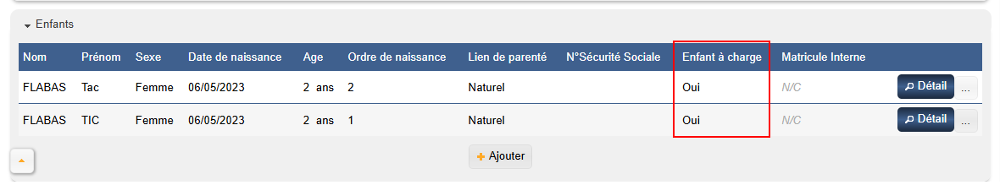 Enfants
Nom Prénom Sexe Date de naissance Age Ordre de naissance Lien de parenté N°Sécurité Sociale Enfant à charge Matricule Interne
FLABAS Tac Femme 06/05/2023 2 ans 2 Naturel Oui N/C Détail ...
FLABAS TIC Femme 06/05/2023 2 ans 1 Naturel Oui N/C Détail ...
Ajouter